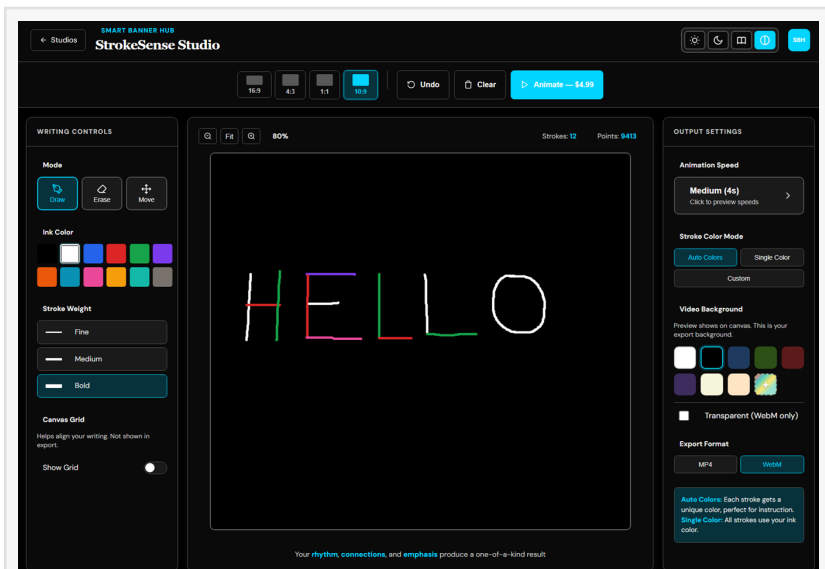 ← Studios
SMART BANNER HUB
StrokeSense Studio
SBH
16:9
4:3
1:1
10:9
Undo
Clear
Animate — $4.99
WRITING CONTROLS
Mode
Draw
Erase
Move
Ink Color
Stroke Weight
Fine
Medium
Bold
Canvas Grid
Helps align your writing. Not shown in
export.
Show Grid
Fit
80%
Strokes: 12
Points: 9413
HELLO
Your rhythm, connections, and emphasis produce a one-of-a-kind result
OUTPUT SETTINGS
Animation Speed
Medium (4s)
Click to preview speeds
Stroke Color Mode
Auto Colors
Single Color
Custom
Video Background
Preview shows on canvas. This is your
export background.
Transparent (WebM only)
Export Format
MP4
WebM
Auto Colors: Each stroke gets a
unique color, perfect for instruction.
Single Color: All strokes use your ink
color.